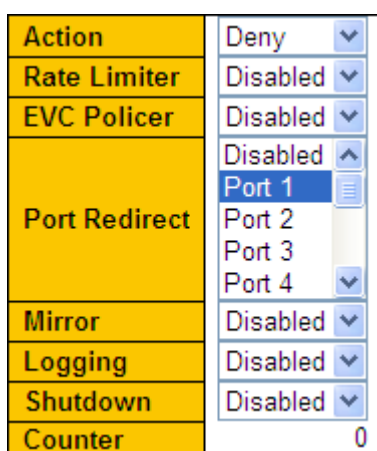 Action Deny
Rate Limiter Disabled
EVC Policer Disabled
Port Redirect Disabled
Port 1
Port 2
Port 3
Port 4
Mirror Disabled
Logging Disabled
Shutdown Disabled
Counter 0